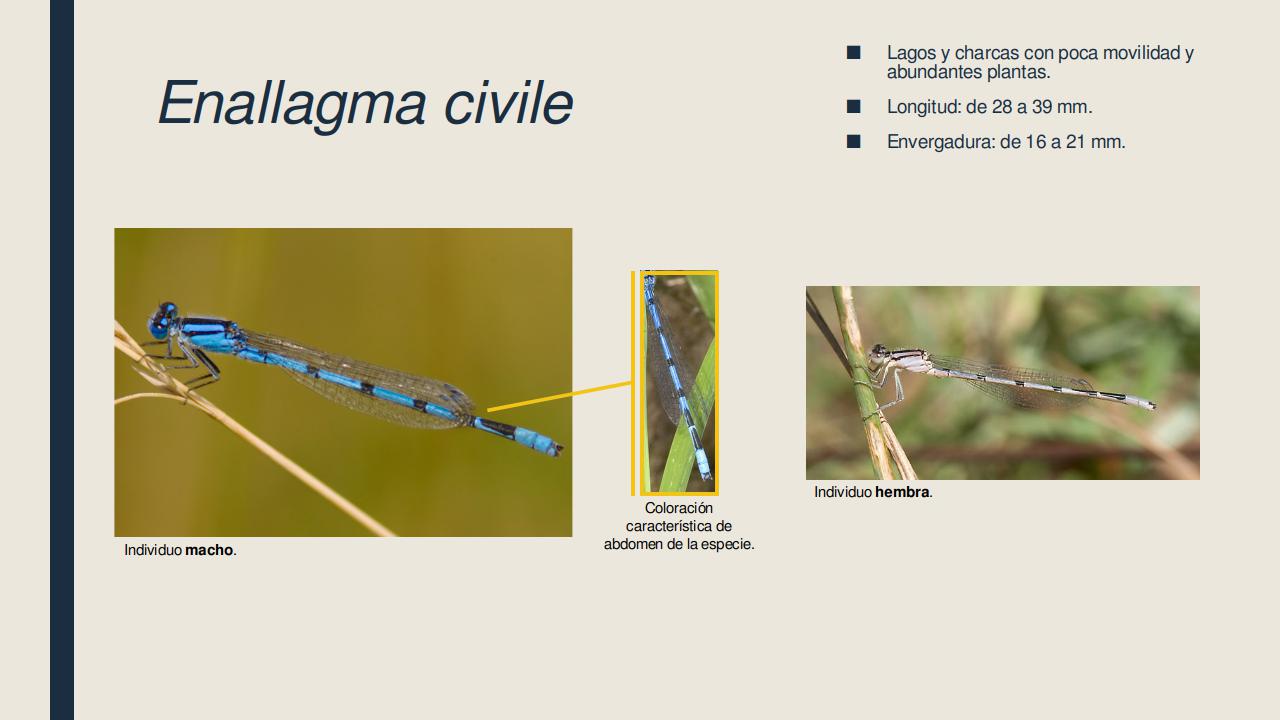 Enallagma civile
■ Lagos y charcas con poca movilidad y
abundantes plantas.
■ Longitud: de 28 a 39 mm.
■ Envergadura: de 16 a 21 mm.
Individuo macho.
Coloración
característica de
abdomen de la especie.
Individuo hembra.